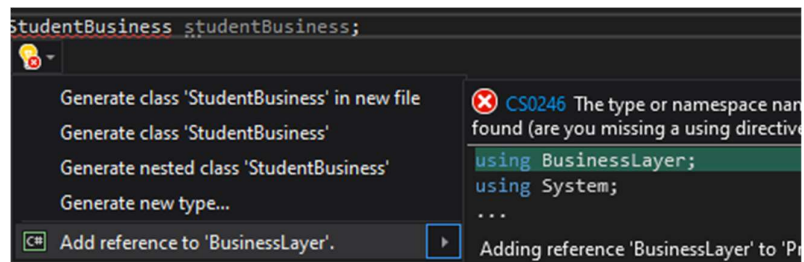 StudentBusiness studentBusiness;
Generate class 'StudentBusiness' in new file
Generate class 'StudentBusiness'
Generate nested class 'StudentBusiness'
Generate new type...
C# Add reference to 'BusinessLayer'.
CS0246 The type or namespace nan
found (are you missing a using directive
using BusinessLayer;
using System;
...
Adding reference 'BusinessLayer' to 'Pr